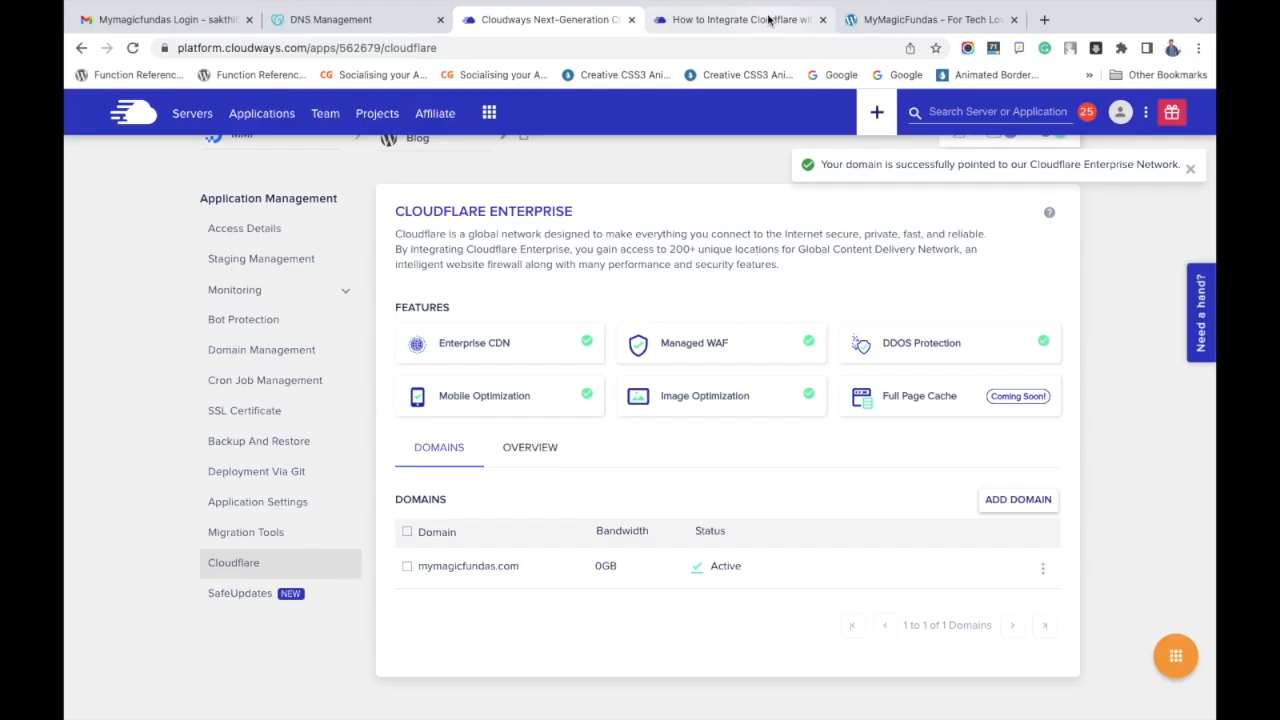 Mymagicfundas Login - sakthi
DNS Management
Cloudways Next-Generation Cl
How to Integrate Cloudflare wi
MyMagicFundas - For Tech Lov
platform.cloudways.com/apps/562679/cloudflare
Function Referenc...
Function Referenc...
CG Socialising your A...
CG Socialising your A...
Creative CSS3 Ani...
Creative CSS3 Ani...
Google
Google
Animated Border...
»
Other Bookmarks
Servers
Applications
Team
Projects
Affiliate
Search Server or Application
25
MMF
Blog
Your domain is successfully pointed to our Cloudflare Enterprise Network.
Application Management
Access Details
Staging Management
Monitoring
Bot Protection
Domain Management
Cron Job Management
SSL Certificate
Backup And Restore
Deployment Via Git
Application Settings
Migration Tools
Cloudflare
SafeUpdates NEW
CLOUDFLARE ENTERPRISE
Cloudflare is a global network designed to make everything you connect to the Internet secure, private, fast, and reliable.
By integrating Cloudflare Enterprise, you gain access to 200+ unique locations for Global Content Delivery Network, an
intelligent website firewall along with many performance and security features.
FEATURES
Enterprise CDN
Managed WAF
DDOS Protection
Mobile Optimization
Image Optimization
Full Page Cache
Coming Soon!
DOMAINS
OVERVIEW
DOMAINS
ADD DOMAIN
Domain
Bandwidth
Status
mymagicfundas.com
0GB
Active
1 to 1 of 1 Domains
Need a hand?